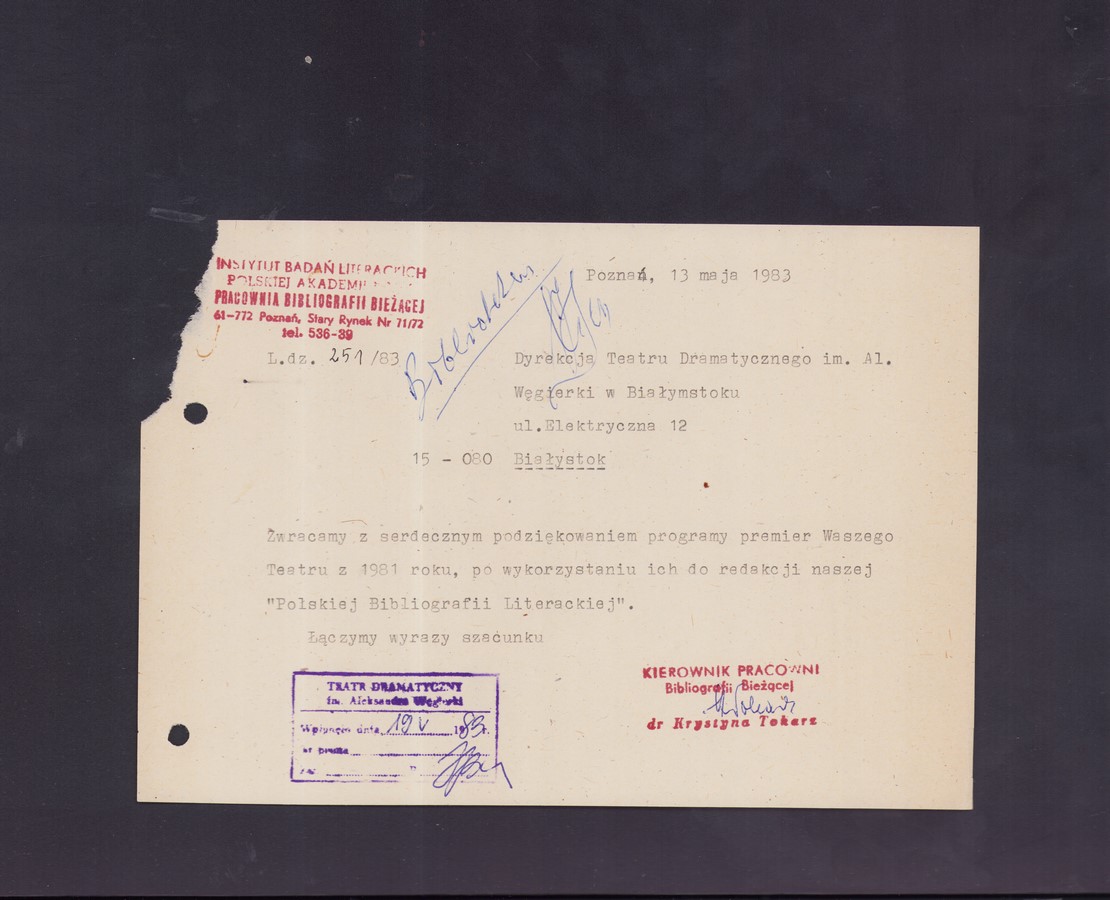 INSTYTUT BADAŃ LITERACKICH
POLSKIEJ AKADEMII
PRACOWNIA BIBLIOGRAFII BIEŻĄCEJ
61-772 Poznań, Stary Rynek Nr 71/72
tel. 536-39
Poznań, 13 maja 1983
L.dz. 251/83
Dyrekcja Teatru Dramatycznego im. Al.
Węgierki w Białymstoku
ul.Elektryczna 12
15 - 080 Białystok
Zwracamy z serdecznym podziękowaniem programy premier Waszego
Teatru z 1981 roku, po wykorzystaniu ich do redakcji naszej
"Polskiej Bibliografii Literackiej".
Łączymy wyrazy szacunku
KIEROWNIK PRACOWNI
Bibliografii Bieżącej
dr Krystyna Tokarz
TEATR DRAMATYCZNY
im. Aleksandra Węgierki
Wpłynęło dnia 19 V 1983 r.
nr pisma